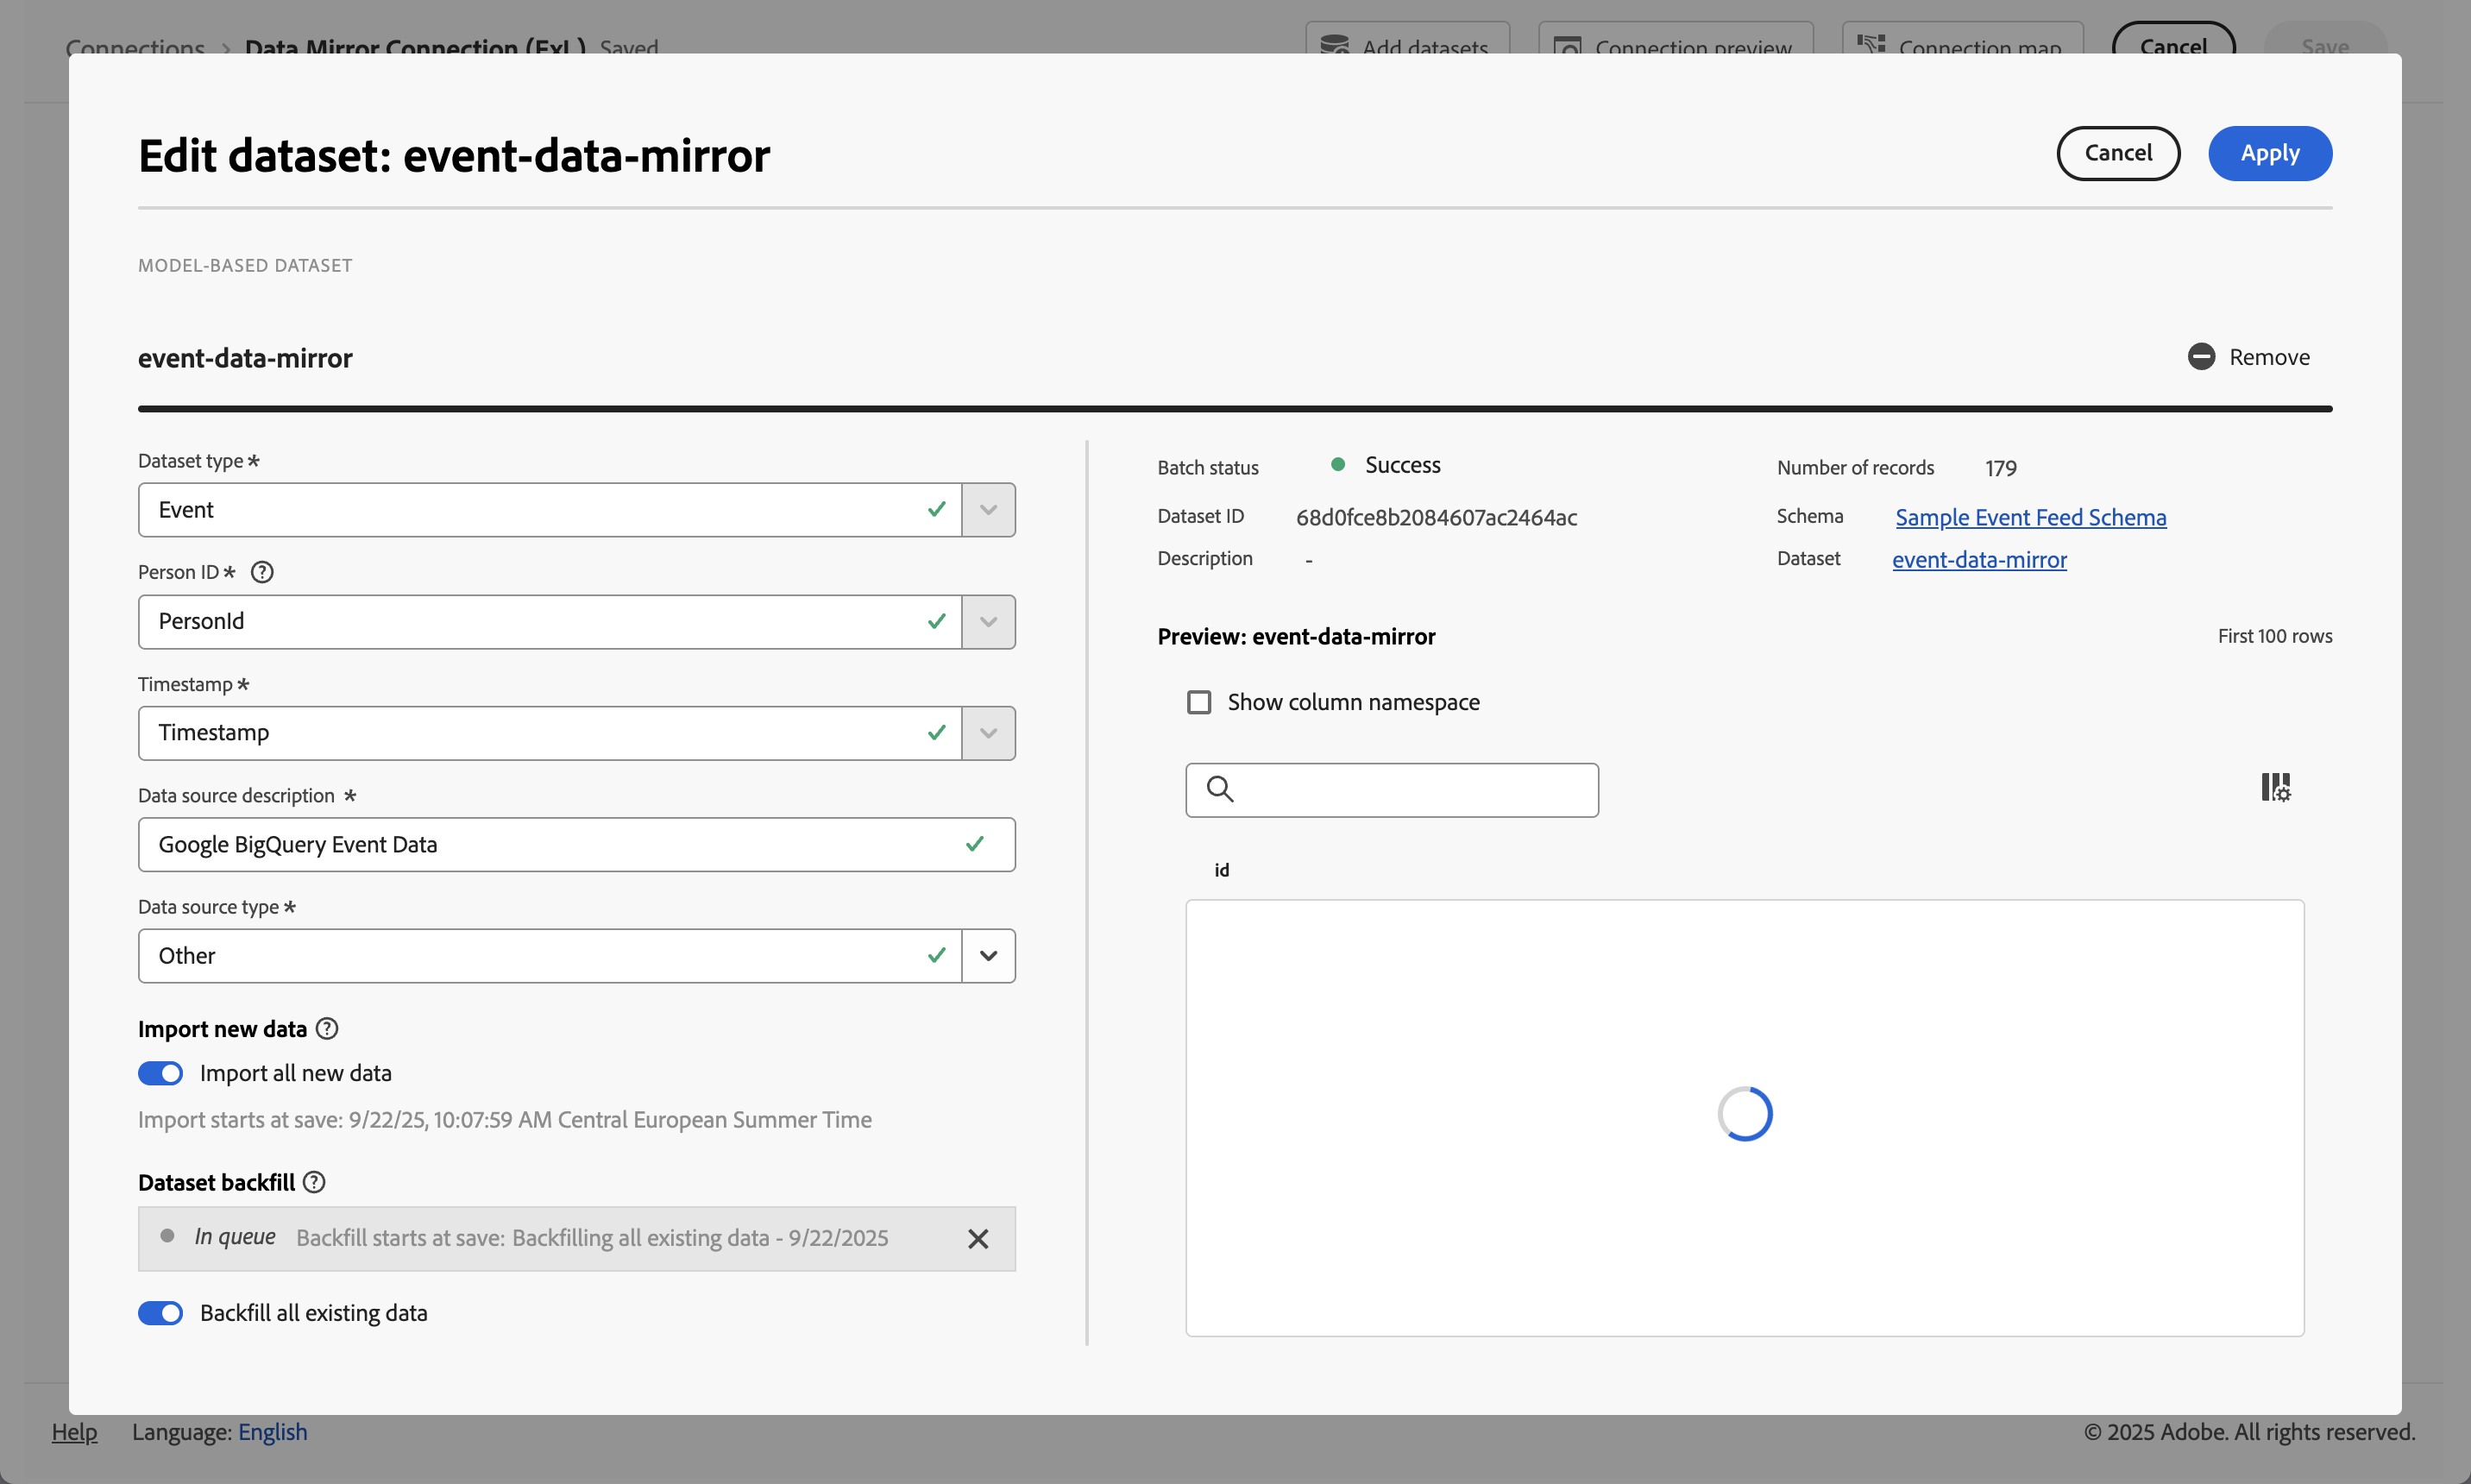 Connections > Data Mirror Connection (ExL) Saved
Add datasets
Connection preview
Connection map
Cancel
Save
Edit dataset: event-data-mirror
Cancel
Apply
MODEL-BASED DATASET
event-data-mirror
Remove
Dataset type *
Event
Person ID * ?
PersonId
Timestamp *
Timestamp
Data source description *
Google BigQuery Event Data
Data source type *
Other
Import new data ?
Import all new data
Import starts at save: 9/22/25, 10:07:59 AM Central European Summer Time
Dataset backfill ?
In queue Backfill starts at save: Backfilling all existing data - 9/22/2025
Backfill all existing data
Batch status Success
Number of records 179
Dataset ID 68d0fce8b2084607ac2464ac
Schema Sample Event Feed Schema
Description -
Dataset event-data-mirror
Preview: event-data-mirror
First 100 rows
Show column namespace
id
Help
Language: English
© 2025 Adobe. All rights reserved.